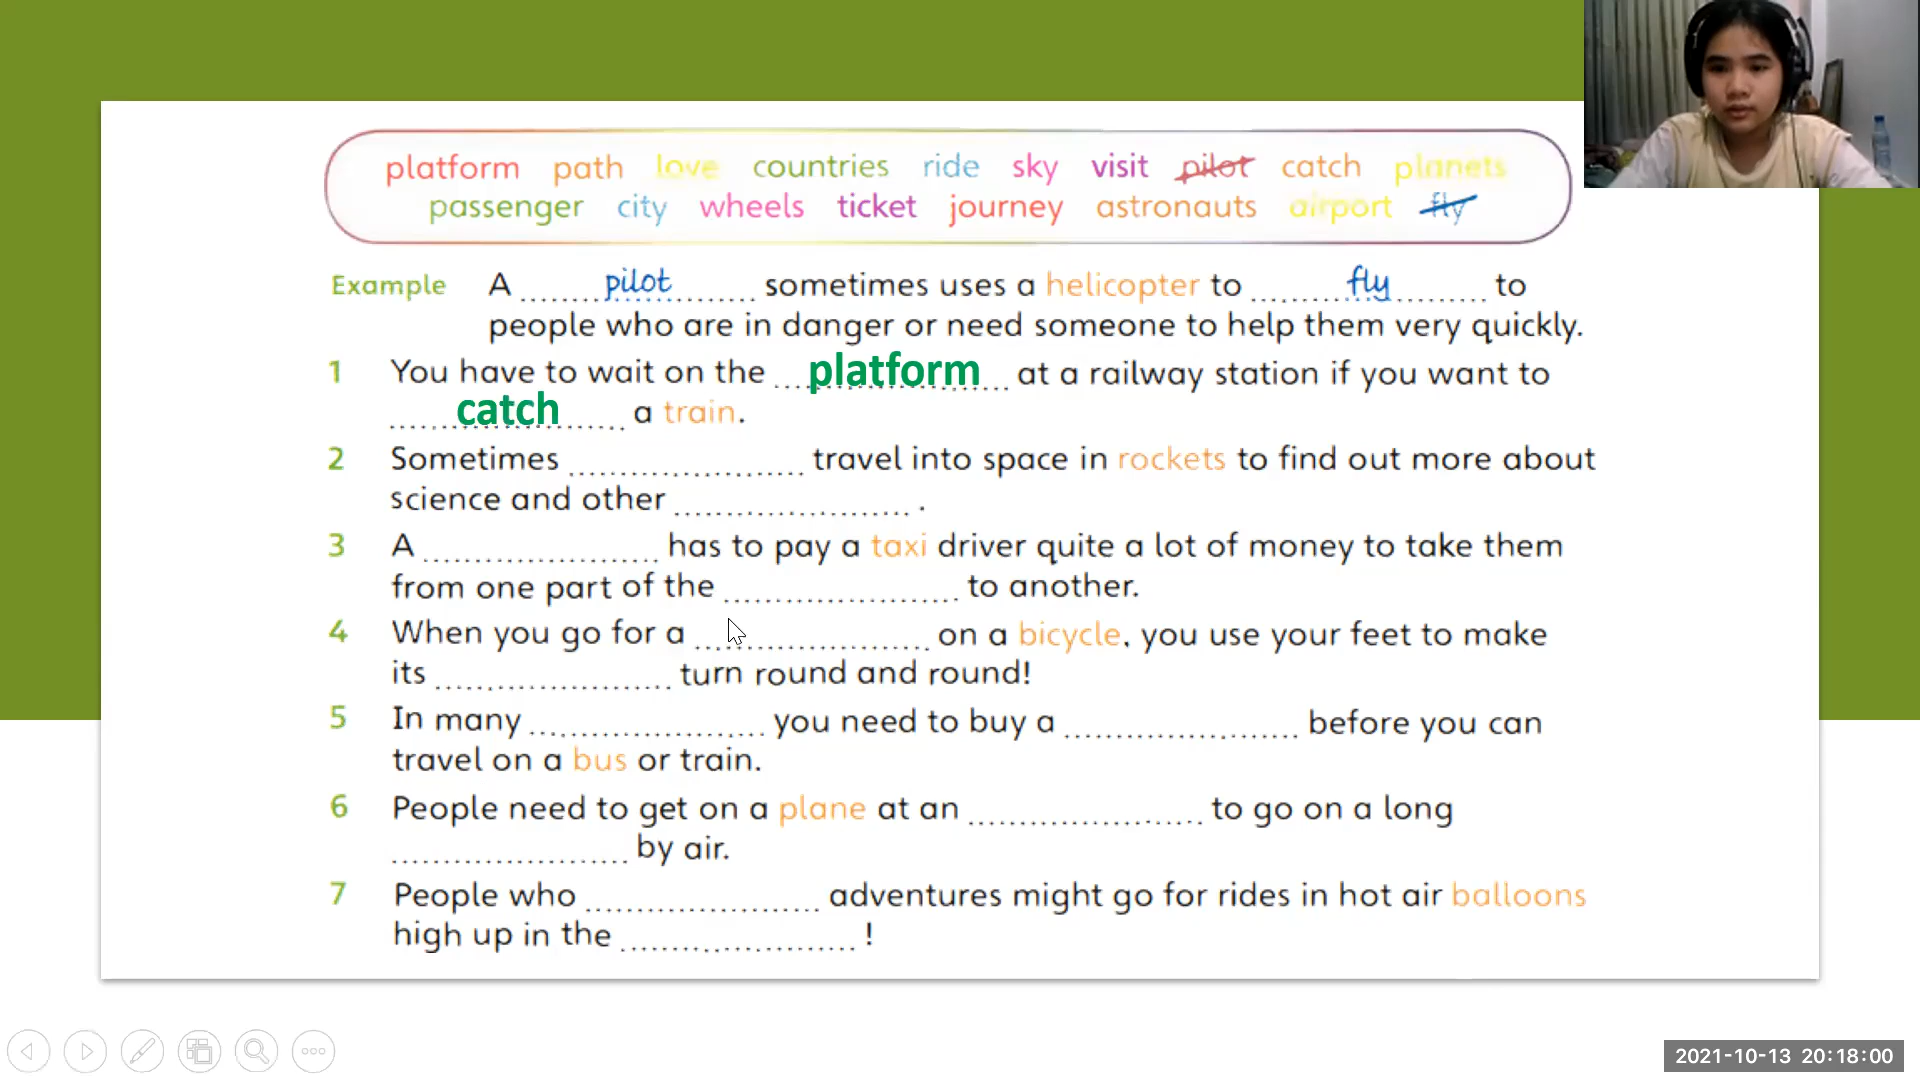 platform path love countries ride sky visit pilot catch planets
passenger city wheels ticket journey astronauts airport fly
Example A pilot sometimes uses a helicopter to fly to
people who are in danger or need someone to help them very quickly.
1 You have to wait on the platform at a railway station if you want to
catch a train.
2 Sometimes ........................ travel into space in rockets to find out more about
science and other ........................ .
3 A ........................ has to pay a taxi driver quite a lot of money to take them
from one part of the ........................ to another.
4 When you go for a ........................ on a bicycle, you use your feet to make
its ........................ turn round and round!
5 In many ........................ you need to buy a ........................ before you can
travel on a bus or train.
6 People need to get on a plane at an ........................ to go on a long
........................ by air.
7 People who ........................ adventures might go for rides in hot air balloons
high up in the ........................ !
2021-10-13 20:18:00